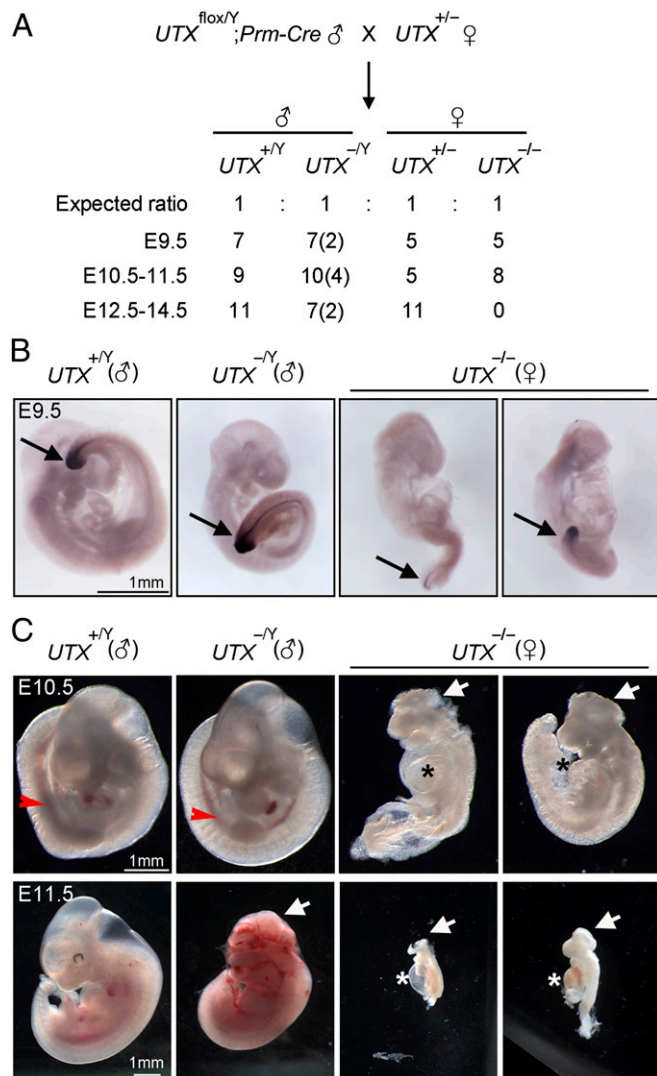 A
UTX^flox/Y;Prm-Cre ♂ X UTX^+/− ♀
♂ ♀
UTX^+/Y UTX^−/Y UTX^+/− UTX^−/−
Expected ratio 1 : 1 : 1 : 1
E9.5 7 7(2) 5 5
E10.5-11.5 9 10(4) 5 8
E12.5-14.5 11 7(2) 11 0
B
UTX^+/Y(♂) UTX^−/Y(♂) UTX^−/−(♀)
E9.5
1mm
C
UTX^+/Y(♂) UTX^−/Y(♂) UTX^−/−(♀)
E10.5
* *
1mm
E11.5
* *
1mm